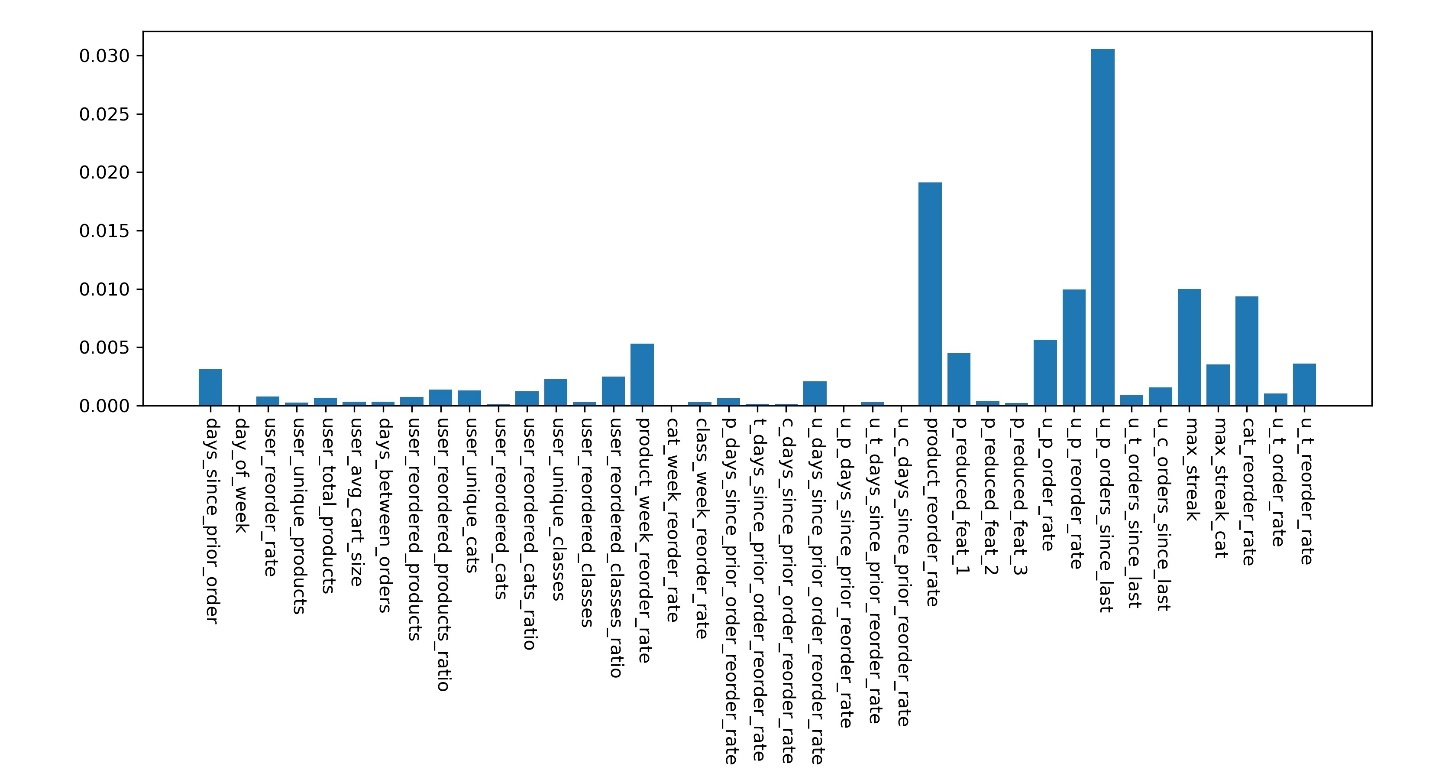 0.030
0.025
0.020
0.015
0.010
0.005
0.000
days_since_prior_order
day_of_week
user_reorder_rate
user_unique_products
user_total_products
user_avg_cart_size
days_between_orders
user_reordered_products
user_reordered_products_ratio
user_unique_cats
user_reordered_cats
user_reordered_cats_ratio
user_unique_classes
user_reordered_classes
user_reordered_classes_ratio
product_week_reorder_rate
cat_week_reorder_rate
class_week_reorder_rate
p_days_since_prior_order_reorder_rate
t_days_since_prior_order_reorder_rate
c_days_since_prior_order_reorder_rate
u_days_since_prior_order_reorder_rate
u_p_days_since_prior_reorder_rate
u_t_days_since_prior_reorder_rate
u_c_days_since_prior_reorder_rate
product_reorder_rate
p_reduced_feat_1
p_reduced_feat_2
p_reduced_feat_3
u_p_order_rate
u_p_reorder_rate
u_p_orders_since_last
u_t_orders_since_last
u_c_orders_since_last
max_streak
max_streak_cat
cat_reorder_rate
u_t_order_rate
u_t_reorder_rate